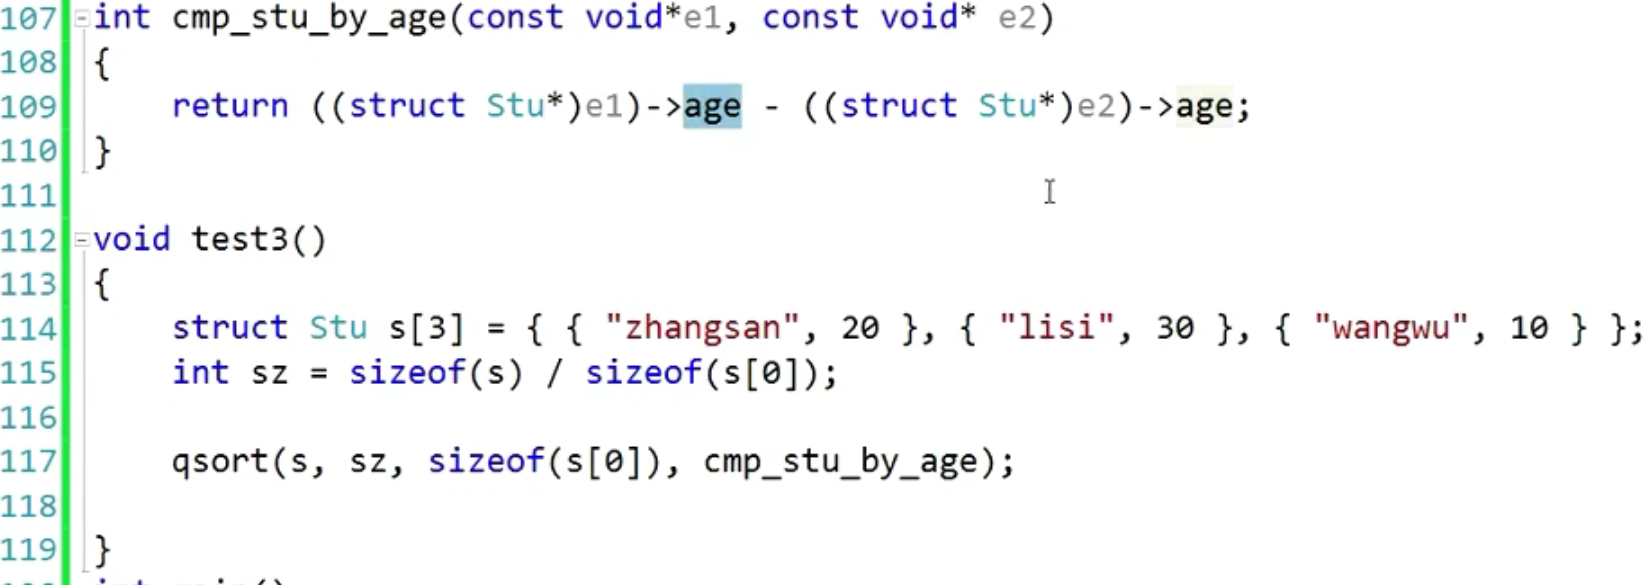 107 int cmp_stu_by_age(const void*e1, const void* e2)
108 {
109 return ((struct Stu*)e1)->age - ((struct Stu*)e2)->age;
110 }
111
112 void test3()
113 {
114 struct Stu s[3] = { { "zhangsan", 20 }, { "lisi", 30 }, { "wangwu", 10 } };
115 int sz = sizeof(s) / sizeof(s[0]);
116
117 qsort(s, sz, sizeof(s[0]), cmp_stu_by_age);
118
119 }